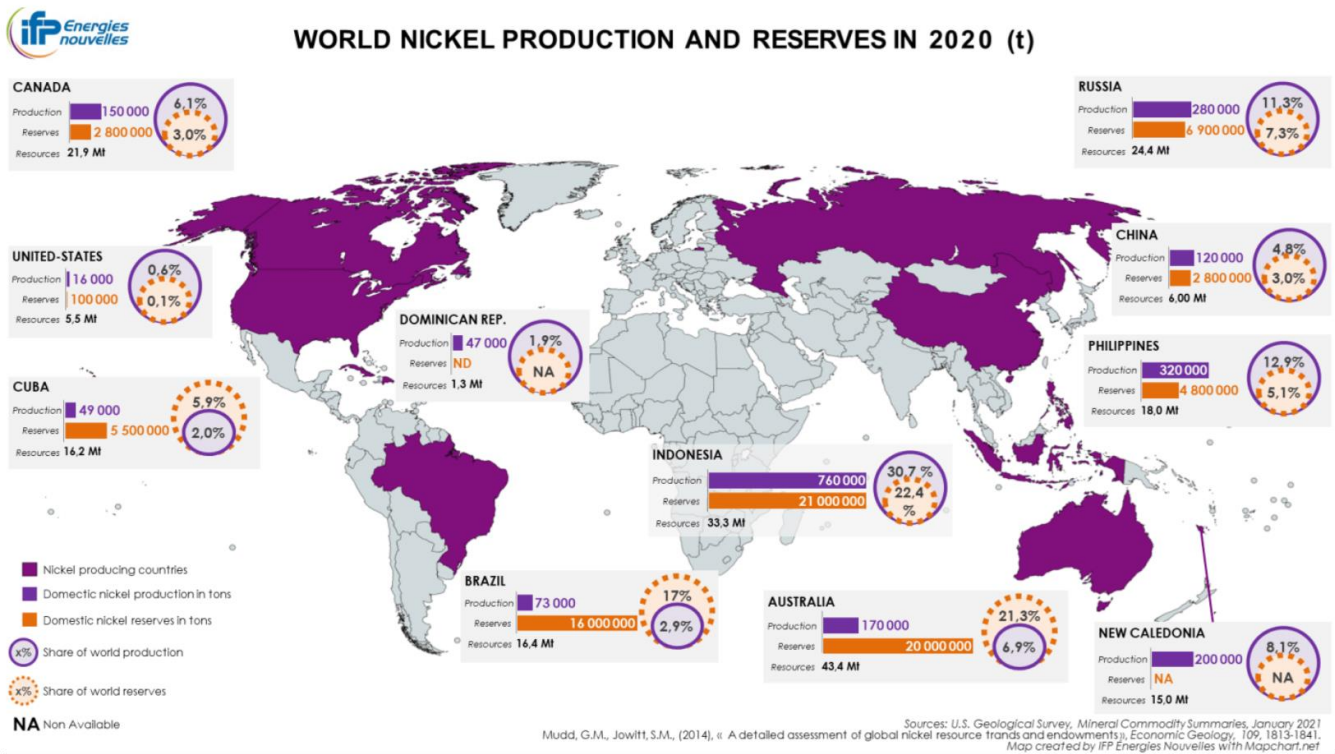 ifp Energies
nouvelles
WORLD NICKEL PRODUCTION AND RESERVES IN 2020 (t)
CANADA
Production 150 000
Reserves 2 800 000
Resources 21,9 Mt
6,1%
3,0%
RUSSIA
Production 280 000
Reserves 6 900 000
Resources 24,4 Mt
11,3%
7,3%
UNITED-STATES
Production 16 000
Reserves 100 000
Resources 5,5 Mt
0,6%
0,1%
CHINA
Production 120 000
Reserves 2 800 000
Resources 6,00 Mt
4,8%
3,0%
DOMINICAN REP.
Production 47 000
Reserves ND
Resources 1,3 Mt
1,9%
NA
PHILIPPINES
Production 320 000
Reserves 4 800 000
Resources 18,0 Mt
12,9%
5,1%
CUBA
Production 49 000
Reserves 5 500 000
Resources 16,2 Mt
5,9%
2,0%
INDONESIA
Production 760 000
Reserves 21 000 000
Resources 33,3 Mt
30,7 %
22,4
%
BRAZIL
Production 73 000
Reserves 16 000 000
Resources 16,4 Mt
17%
2,9%
AUSTRALIA
Production 170 000
Reserves 20 000 000
Resources 43,4 Mt
21,3%
6,9%
NEW CALEDONIA
Production 200 000
Reserves NA
Resources 15,0 Mt
8,1%
NA
Nickel producing countries
Domestic nickel production in tons
Domestic nickel reserves in tons
x% Share of world production
x% Share of world reserves
NA Non Available
Sources: U.S. Geological Survey, Mineral Commodity Summaries, January 2021
Mudd, G.M., Jowitt, S.M., (2014), « A detailed assessment of global nickel resource trands and endowments », Economic Geology, 109, 1813-1841.
Map created by IFP Energies Nouvelles with Mapchart.net